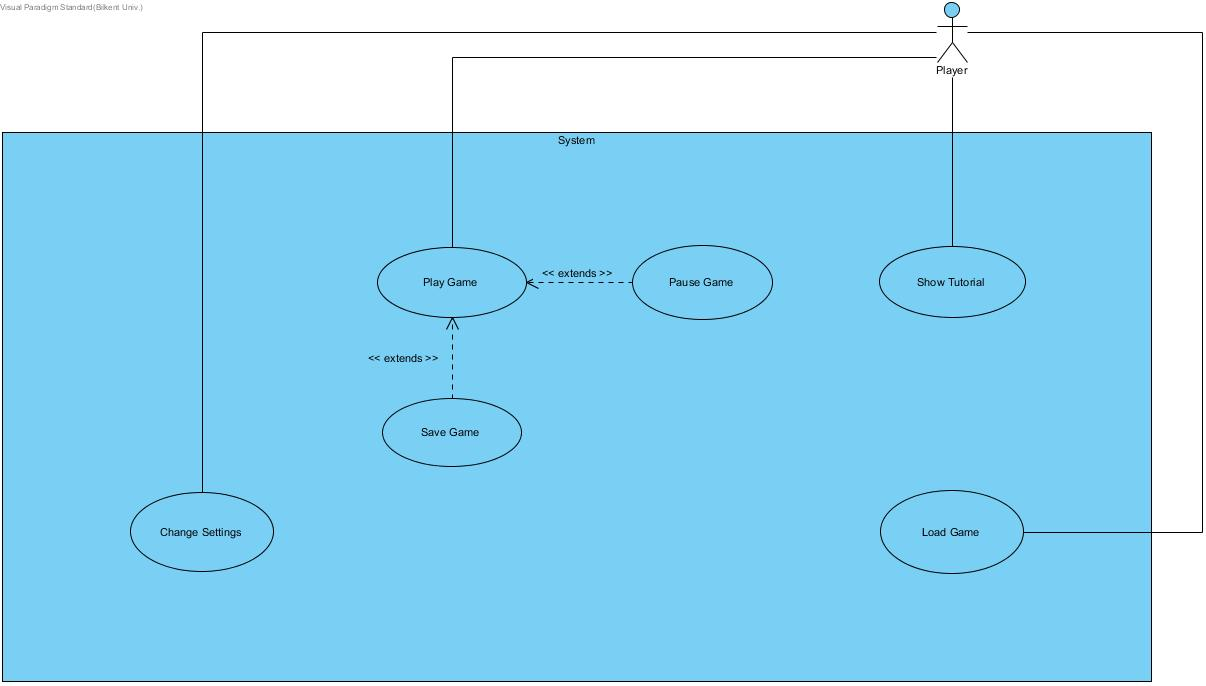 Visual Paradigm Standard(Bilkent Univ.)
Player
System
Play Game
<< extends >>
Pause Game
Show Tutorial
<< extends >>
Save Game
Change Settings
Load Game